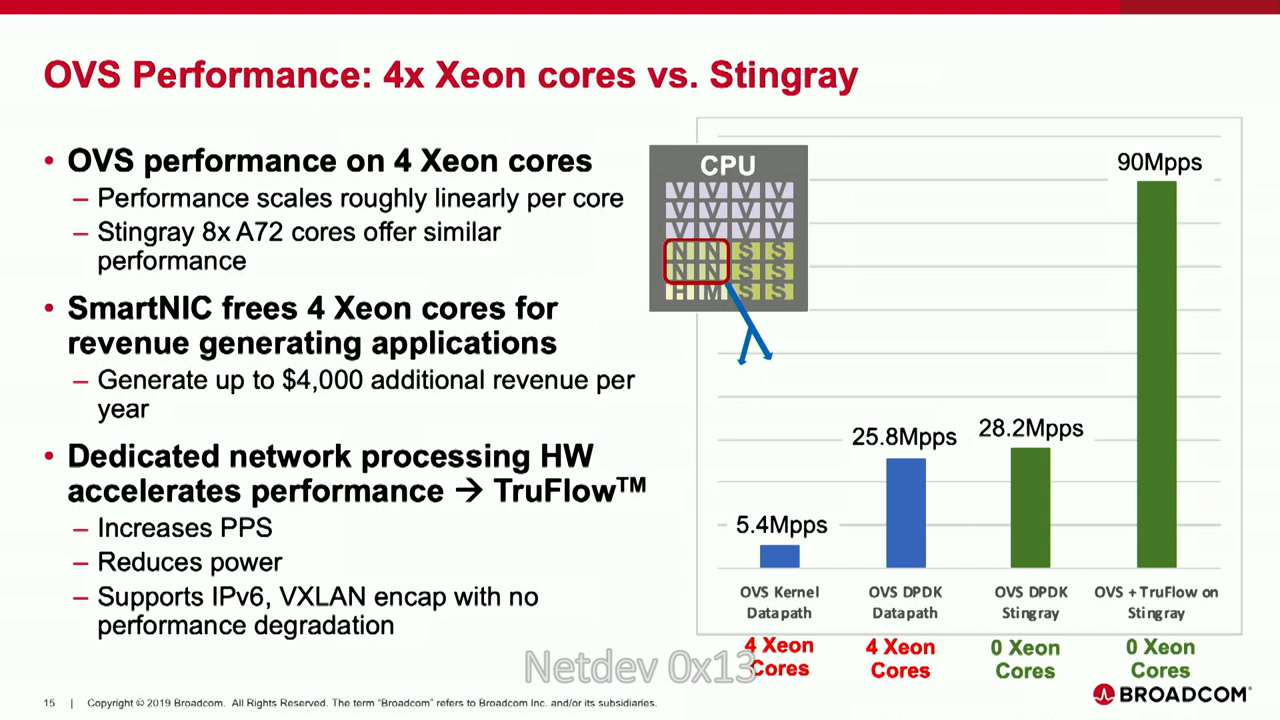 OVS Performance: 4x Xeon cores vs. Stingray
• OVS performance on 4 Xeon cores
– Performance scales roughly linearly per core
– Stingray 8x A72 cores offer similar
performance
• SmartNIC frees 4 Xeon cores for
revenue generating applications
– Generate up to $4,000 additional revenue per
year
• Dedicated network processing HW
accelerates performance → TruFlow™
– Increases PPS
– Reduces power
– Supports IPv6, VXLAN encap with no
performance degradation
CPU
V V V V
V V V V
V V V V
N N S S
N N S S
H M S S
90Mpps
25.8Mpps
28.2Mpps
5.4Mpps
OVS Kernel
Datapath
OVS DPDK
Datapath
OVS DPDK
Stingray
OVS + TruFlow on
Stingray
4 Xeon
Cores
4 Xeon
Cores
0 Xeon
Cores
0 Xeon
Cores
Netdev 0x13
15 | Copyright © 2019 Broadcom. All Rights Reserved. The term “Broadcom” refers to Broadcom Inc. and/or its subsidiaries.
BROADCOM®